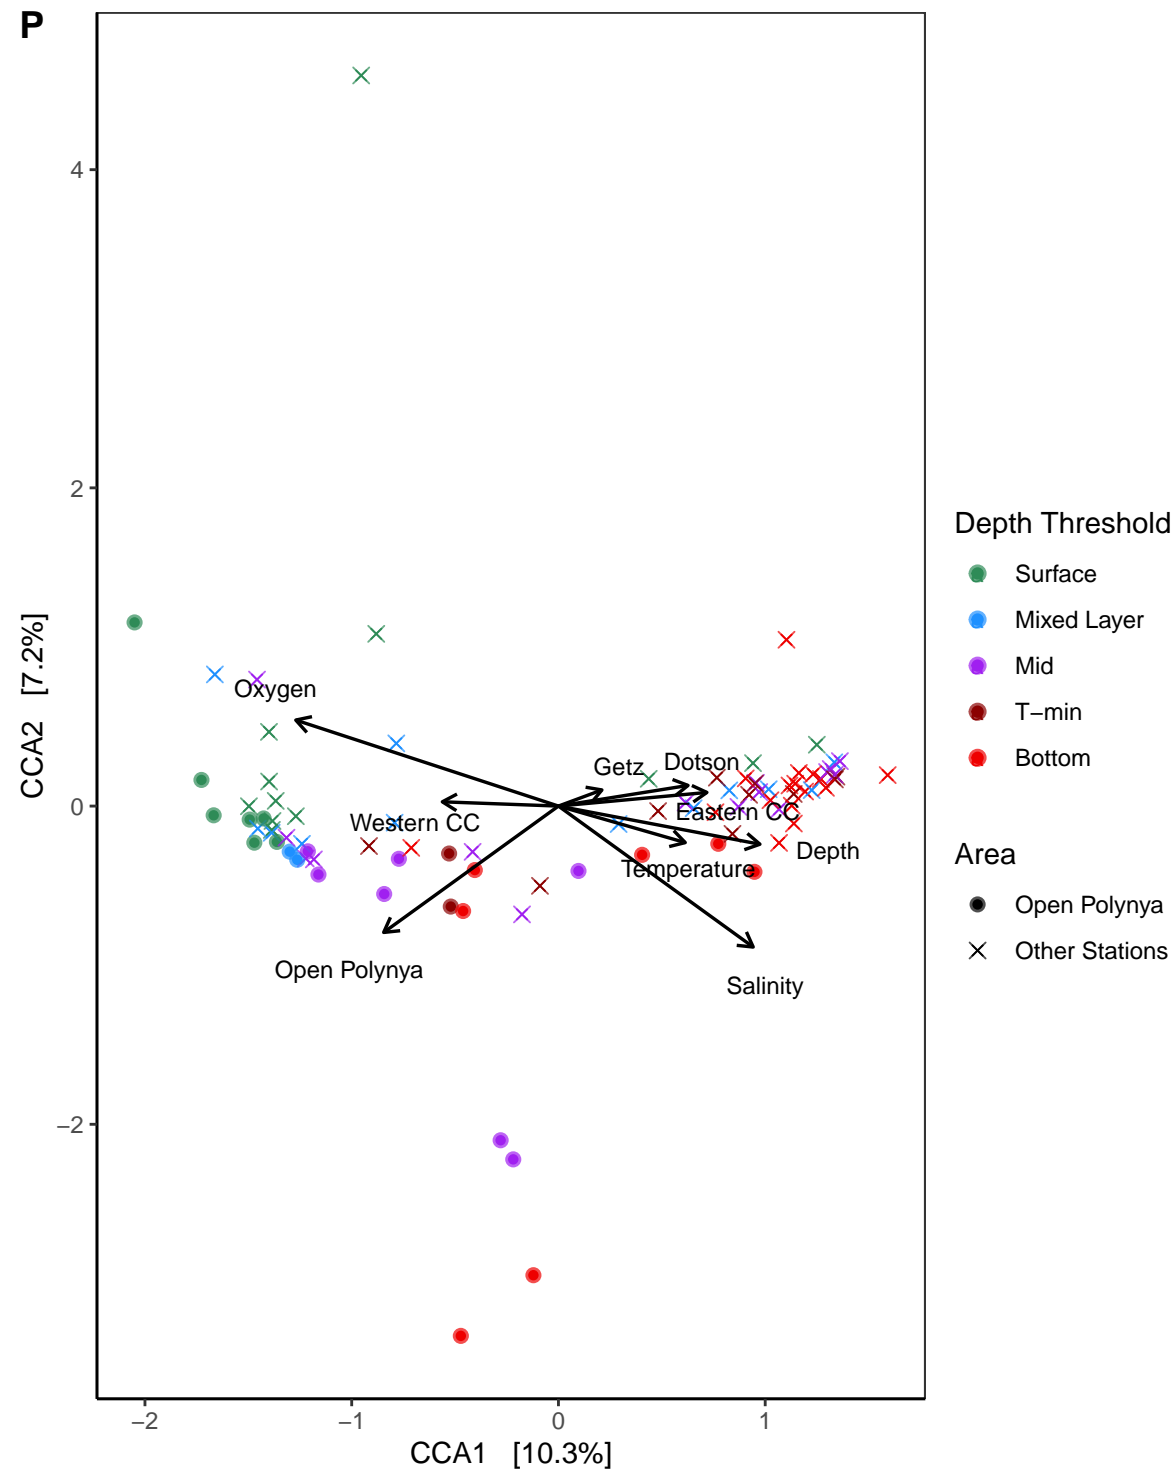 P
4
2
0
−2
CCA2 [7.2%]
Oxygen
Getz
Dotson
Western CC
Eastern CC
Depth
Temperature
Open Polynya
Salinity
−2
−1
0
1
CCA1 [10.3%]
Depth Threshold
Surface
Mixed Layer
Mid
T−min
Bottom
Area
Open Polynya
Other Stations